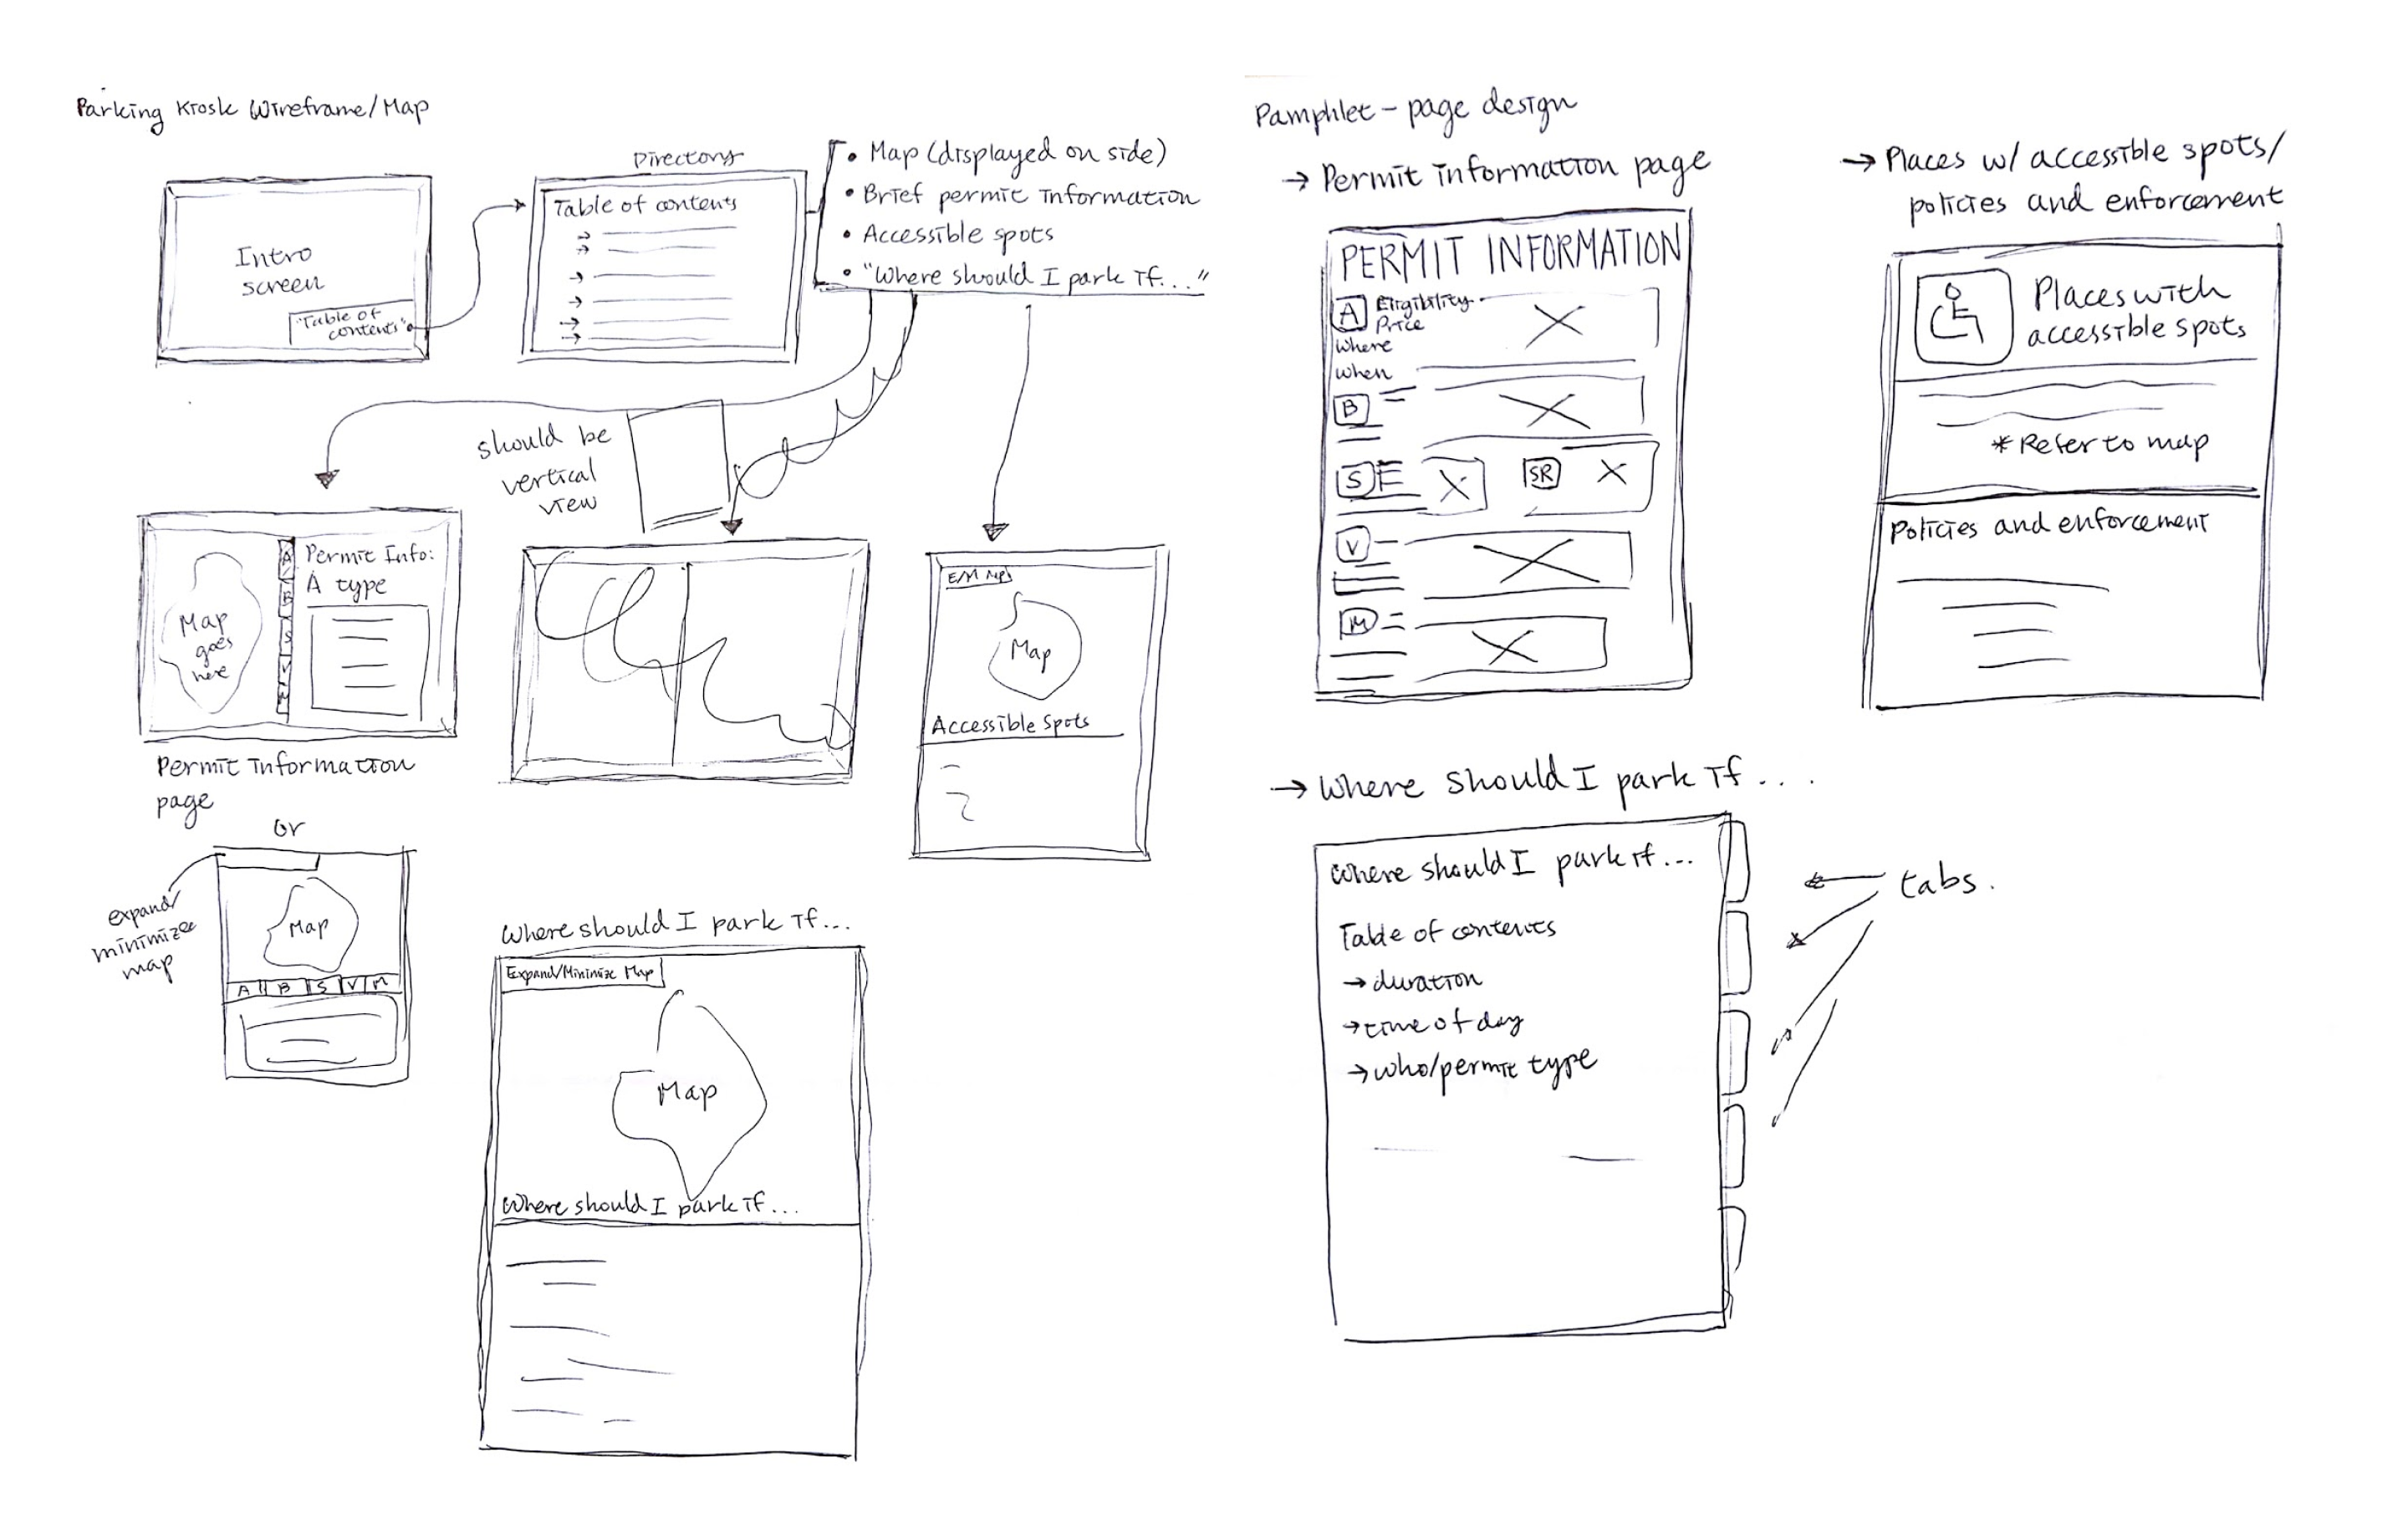 Parking Kiosk Wireframe/Map
Intro
screen
"Table of
contents"
Directory
Table of contents
• Map (displayed on side)
• Brief permit information
• Accessible spots
• "Where should I park if..."
should be
vertical
view
Map
goes
here
A
B
S
V
M
Permit Info:
A type
Permit information
page
or
expand/
minimize
map
Map
A B S V M
E/M Map
Map
Accessible Spots
Where should I park if...
Expand/Minimize Map
Map
Where should I park if...
Pamphlet - page design
→ Permit information page
PERMIT INFORMATION
A Eligibility
Price
Where
When
B
S
SR
V
M
→ Places w/ accessible spots/
policies and enforcement
Places with
accessible spots
* Refer to map
Policies and enforcement
→ Where should I park if....
Where should I park if...
Table of contents
→ duration
→ time of day
→ who/permit type
tabs.